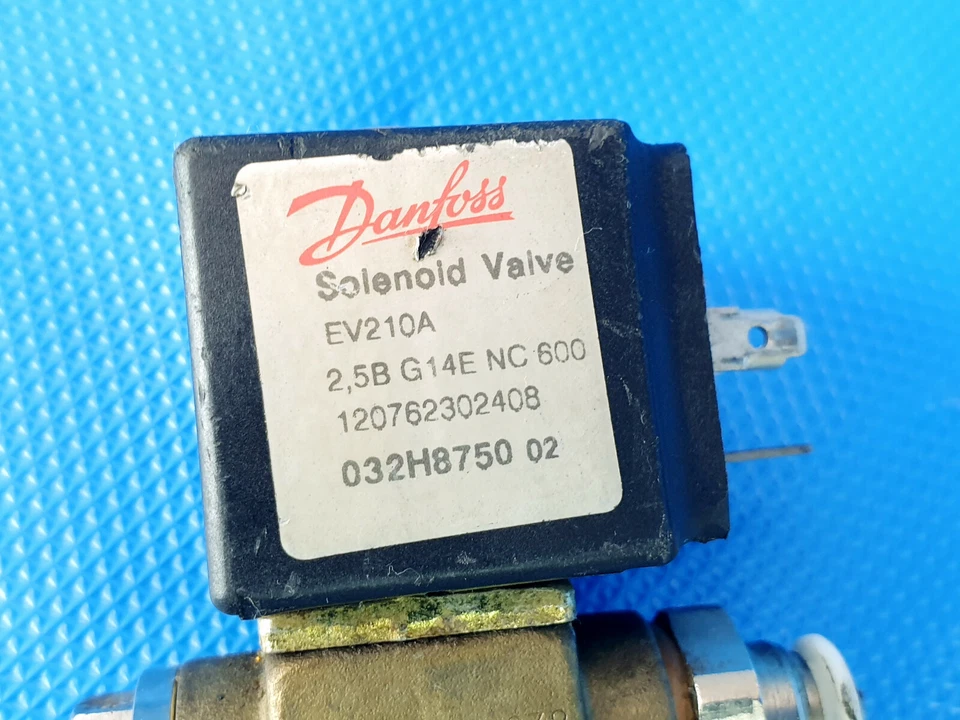 Danfoss
Solenoid Valve
EV210A
2,5B G14E NC 600
120762302408
032H8750 02